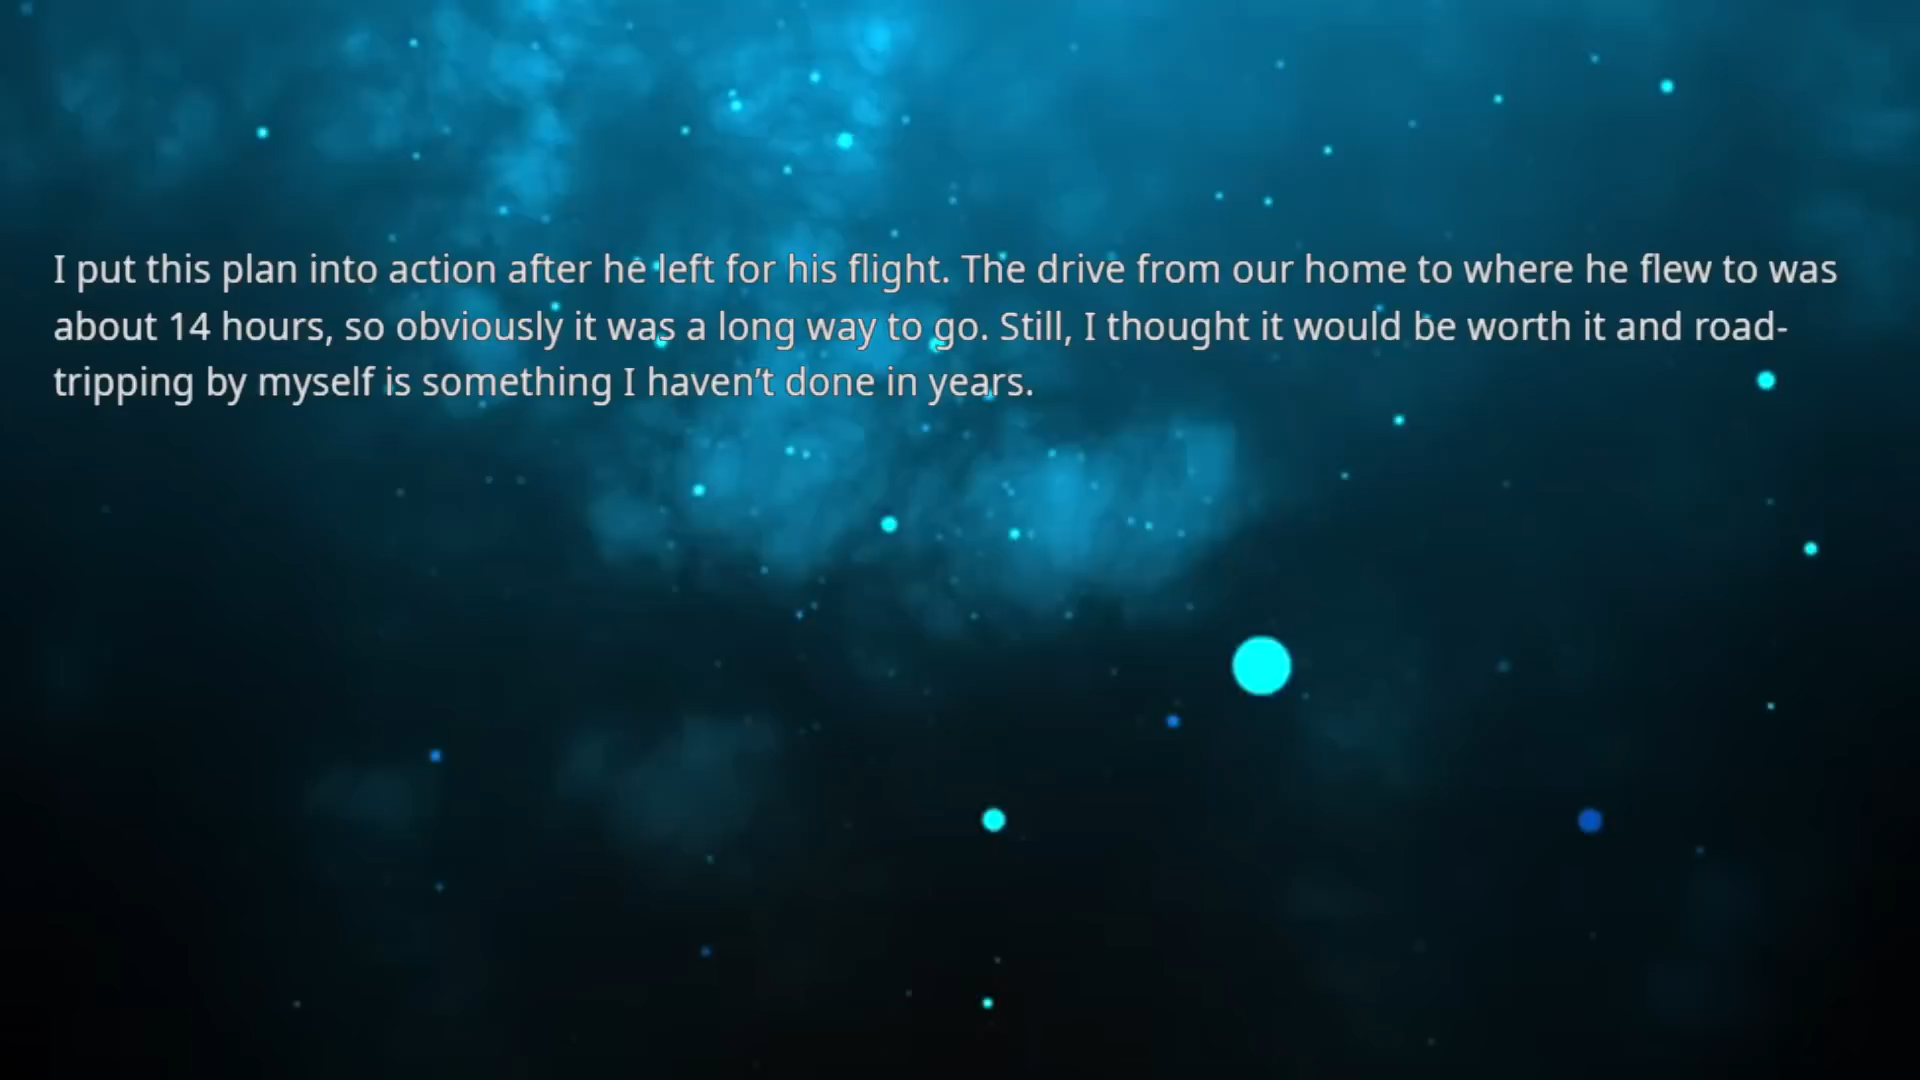 I put this plan into action after he left for his flight. The drive from our home to where he flew to was
about 14 hours, so obviously it was a long way to go. Still, I thought it would be worth it and road-
tripping by myself is something I haven’t done in years.